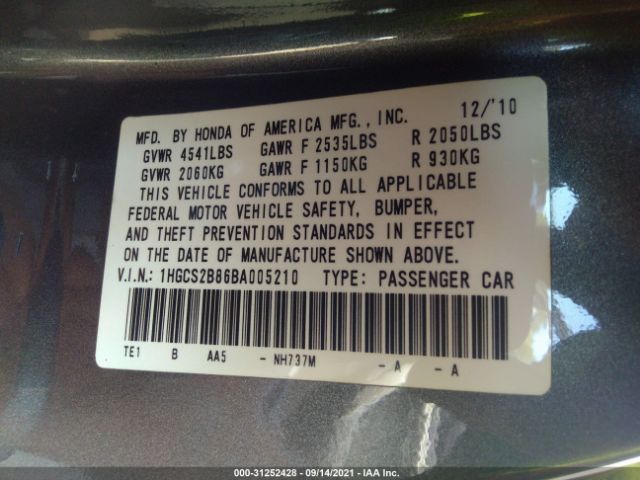 MFD. BY HONDA OF AMERICA MFG., INC. 12/'10
GVWR 4541LBS GAWR F 2535LBS R 2050LBS
GVWR 2060KG GAWR F 1150KG R 930KG
THIS VEHICLE CONFORMS TO ALL APPLICABLE
FEDERAL MOTOR VEHICLE SAFETY, BUMPER,
AND THEFT PREVENTION STANDARDS IN EFFECT
ON THE DATE OF MANUFACTURE SHOWN ABOVE.
V.I.N.: 1HGCS2B86BA005210 TYPE: PASSENGER CAR
TE1 B AA5 - NH737M - A - A
000-31252428 - 09/14/2021 - IAA Inc.